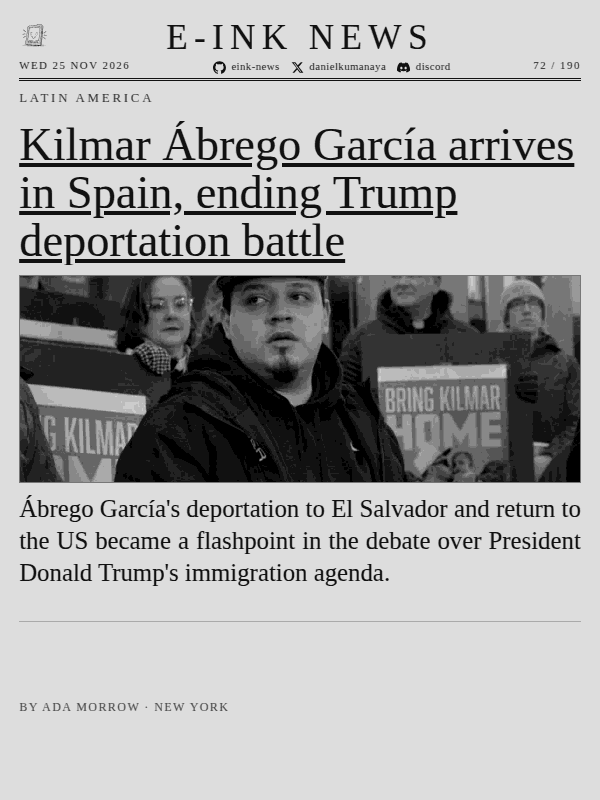 E-INK NEWS
WED 25 NOV 2026
eink-news danielkumanaya discord
72 / 190
LATIN AMERICA
Kilmar Ábrego García arrives
in Spain, ending Trump
deportation battle
G KILMAR
BRING KILMAR
HOME
Ábrego García's deportation to El Salvador and return to
the US became a flashpoint in the debate over President
Donald Trump's immigration agenda.
BY ADA MORROW · NEW YORK